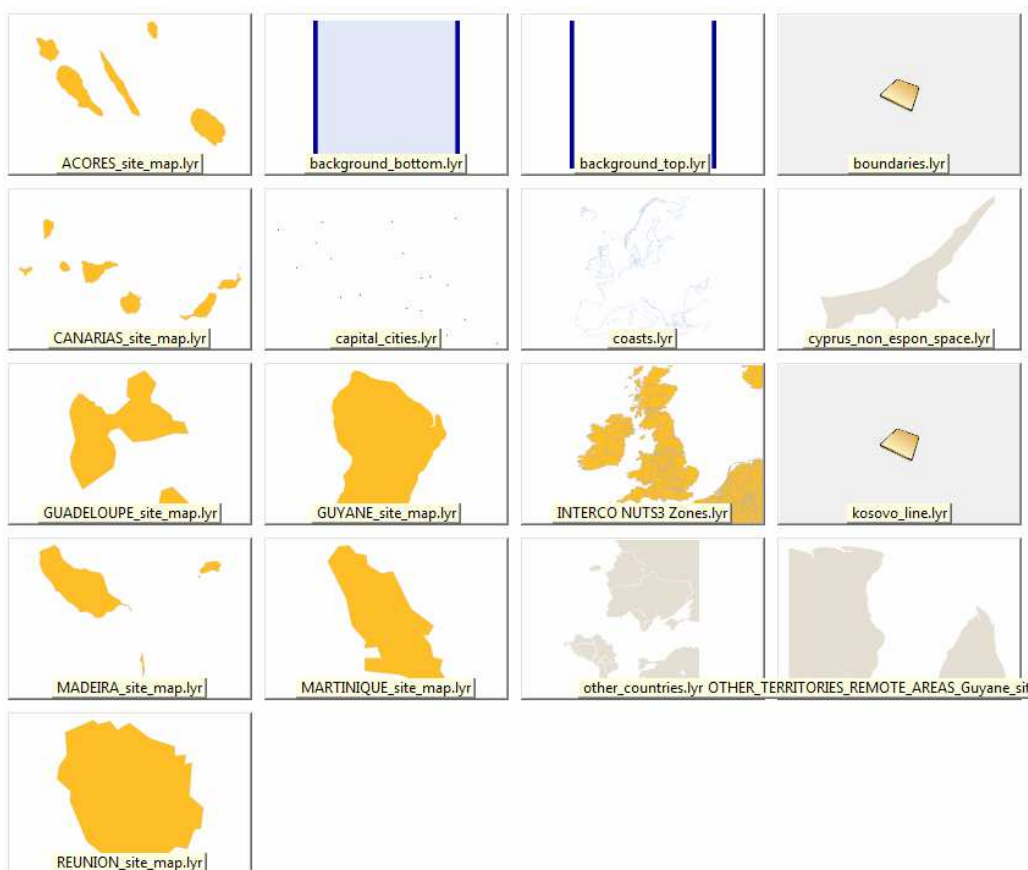 ACORES_site_map.lyr
background_bottom.lyr
background_top.lyr
boundaries.lyr
CANARIAS_site_map.lyr
capital_cities.lyr
coasts.lyr
cyprus_non_espon_space.lyr
GUADELOUPE_site_map.lyr
GUYANE_site_map.lyr
INTERCO NUTS3 Zones.lyr
kosovo_line.lyr
MADEIRA_site_map.lyr
MARTINIQUE_site_map.lyr
other_countries.lyr
OTHER_TERRITORIES_REMOTE_AREAS_Guyane_sit
REUNION_site_map.lyr